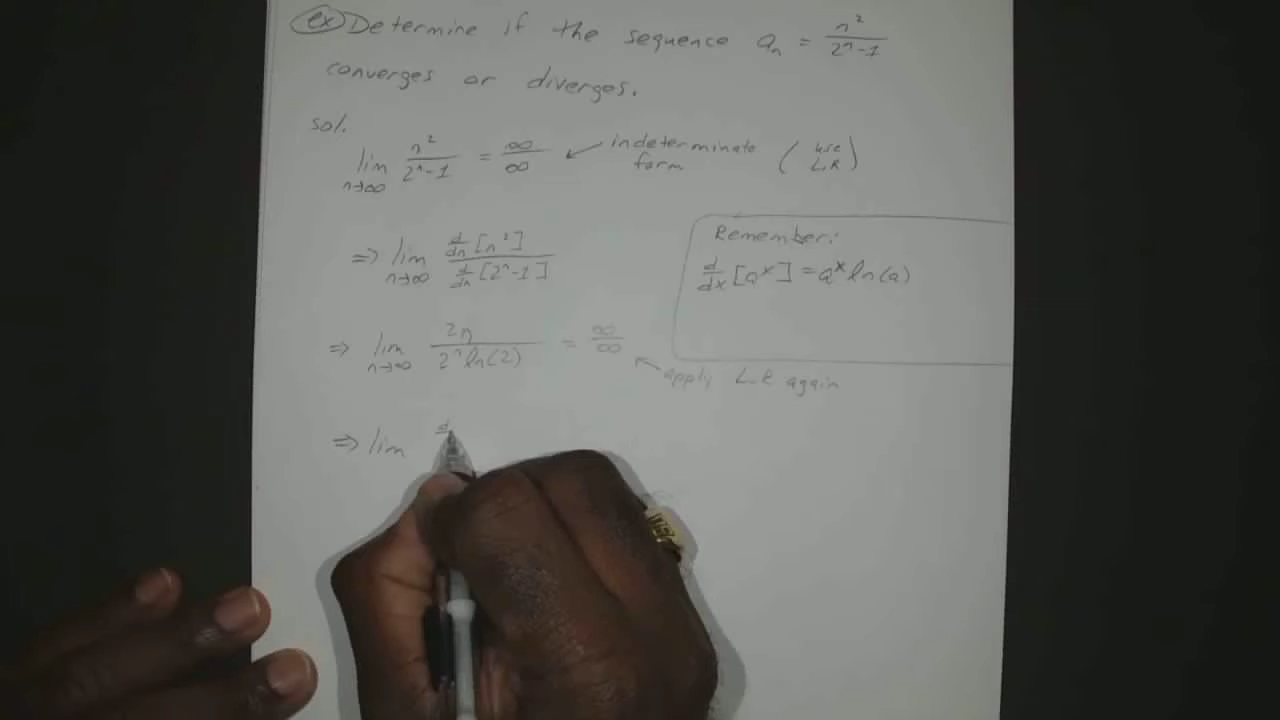 ex Determine if the sequence aₙ = n²/(2ⁿ-1)
converges or diverges.
sol.
lim n→∞ n²/(2ⁿ-1) = ∞/∞ ← indeterminate form (use L.R)
⇒ lim n→∞ d/dn[n²] / d/dn[2ⁿ-1]
Remember:
d/dx [aˣ] = aˣ ln(a)
⇒ lim n→∞ 2n/(2ⁿ ln(2)) = ∞/∞
apply L.R again
⇒ lim d